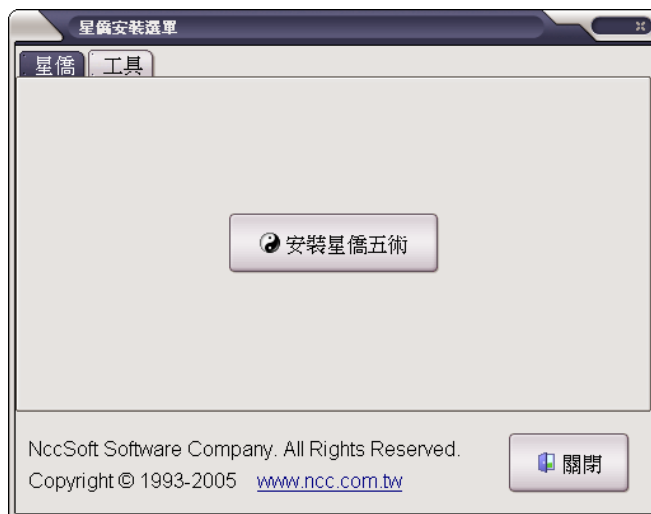 星僑安裝選單
星僑 工具
安裝星僑五術
NccSoft Software Company. All Rights Reserved.
Copyright © 1993-2005 www.ncc.com.tw
關閉